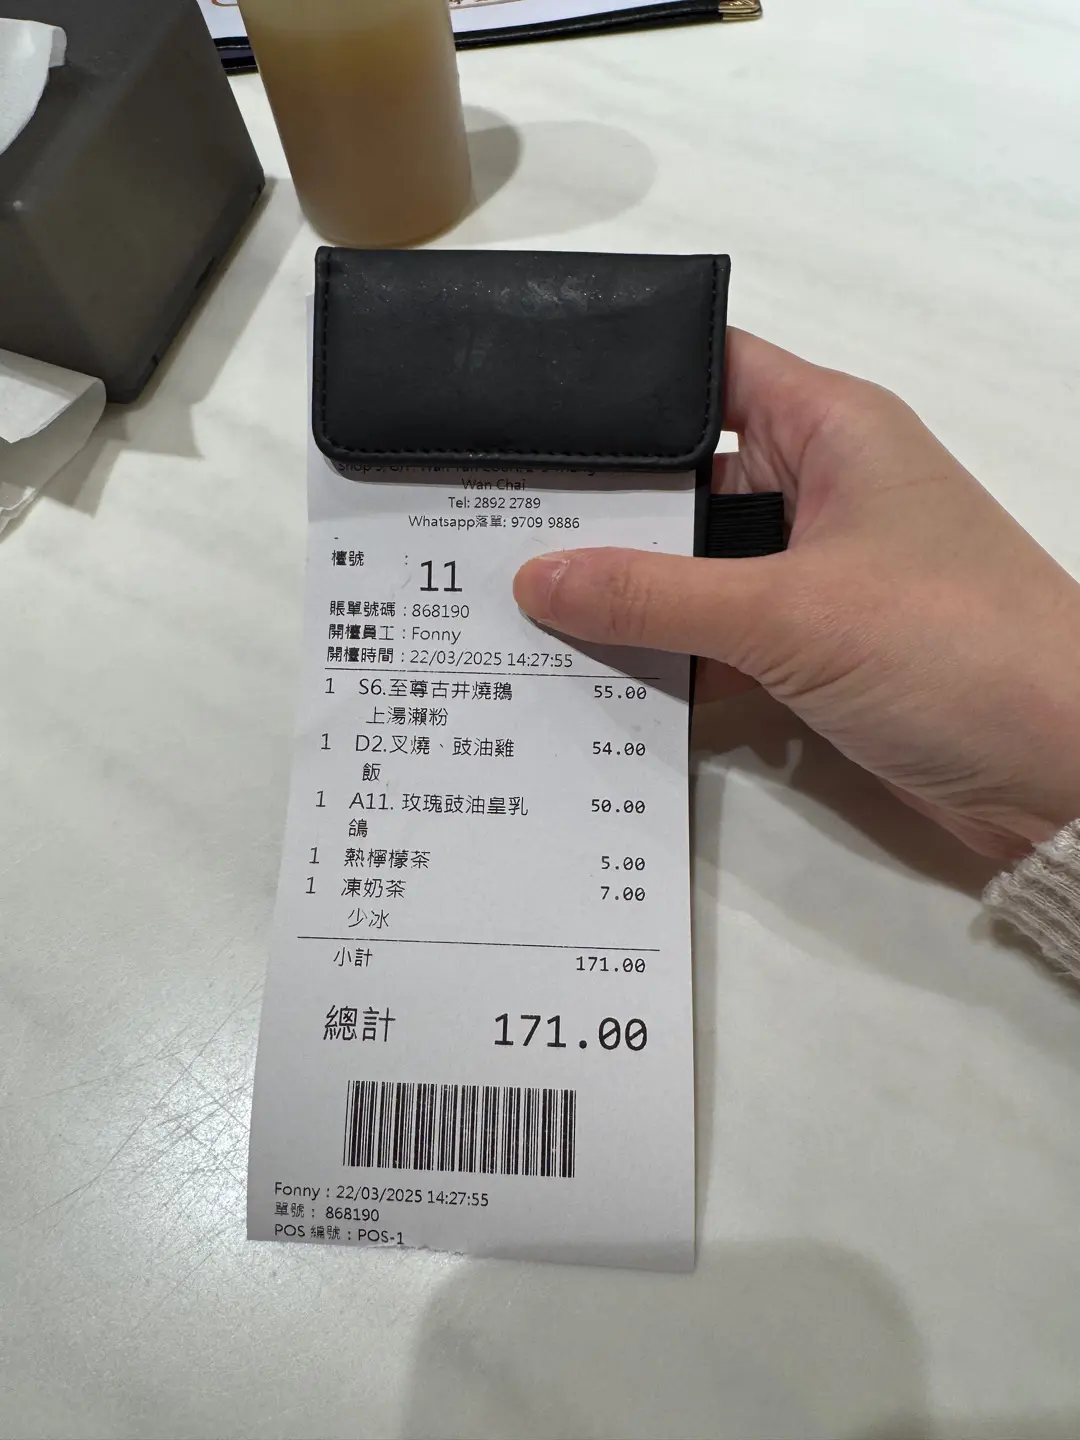 Wan Chai
Tel: 2892 2789
Whatsapp落單: 9709 9886
- -
檯號 : 11
賬單號碼 : 868190
開檯員工 : Fonny
開檯時間 : 22/03/2025 14:27:55
1 S6.至尊古井燒鵝 55.00
上湯瀨粉
1 D2.叉燒、豉油雞 54.00
飯
1 A11. 玫瑰豉油皇乳 50.00
鴿
1 熱檸檬茶 5.00
1 凍奶茶 7.00
少冰
小計 171.00
總計 171.00
Fonny : 22/03/2025 14:27:55
單號 : 868190
POS 編號 : POS-1